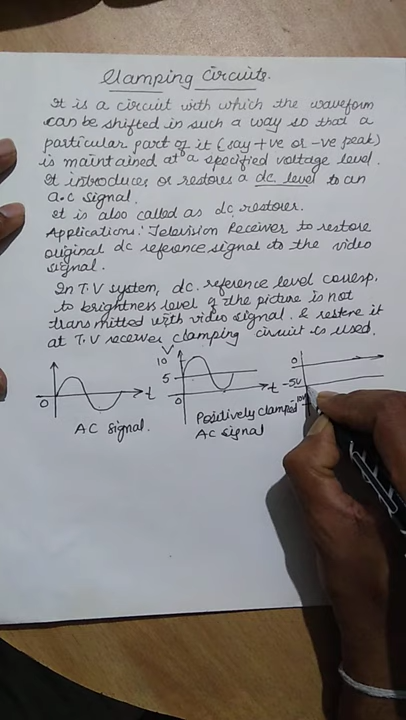 Clamping Circuits.
It is a circuit with which the waveform
can be shifted in such a way so that a
particular part of it (say +ve or -ve peak)
is maintained at a specified voltage level.
It introduces or restores a dc level to an
a.c signal.
It is also called as dc restorer.
Application: Television Receiver to restore
original dc reference signal to the video
signal.
In T.V system, d.c. reference level corresp.
to brightness level of the picture is not
transmitted with video signal. & restore it
at T.V receiver clamping circuit is used.
0 t
AC Signal.
V
10
5
0 t
Positively clamped
AC signal
0
-5V